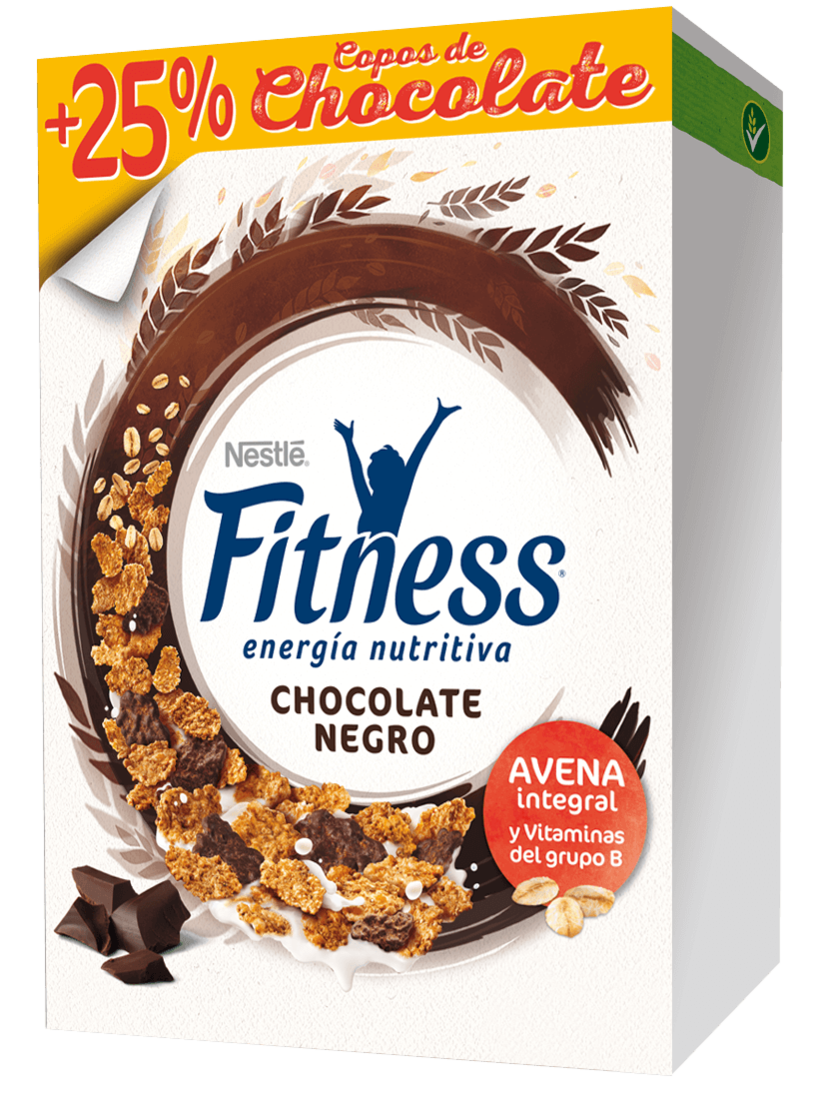 +25%
Copos de
Chocolate
Nestlé®
Fitness®
energía nutritiva
CHOCOLATE
NEGRO
AVENA
integral
y Vitaminas
del grupo B